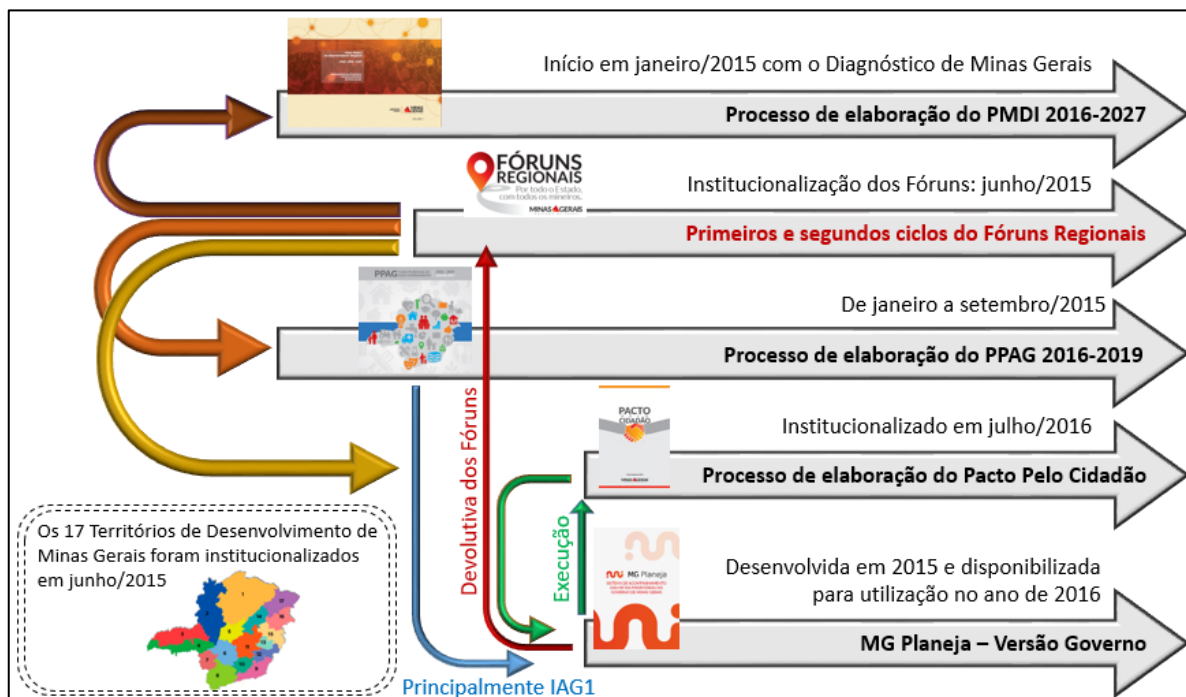 Início em janeiro/2015 com o Diagnóstico de Minas Gerais
Processo de elaboração do PMDI 2016-2027
FÓRUNS
REGIONAIS
Por todo o Estado,
com todos os mineiros.
MINAS GERAIS
Institucionalização dos Fóruns: junho/2015
Primeiros e segundos ciclos do Fóruns Regionais
PPAG
De janeiro a setembro/2015
Processo de elaboração do PPAG 2016-2019
Devolutiva dos Fóruns
PACTO
CIDADÃO
Institucionalizado em julho/2016
Processo de elaboração do Pacto Pelo Cidadão
Execução
Os 17 Territórios de Desenvolvimento de
Minas Gerais foram institucionalizados
em junho/2015
MG Planeja
Desenvolvida em 2015 e disponibilizada
para utilização no ano de 2016
MG Planeja – Versão Governo
Principalmente IAG1